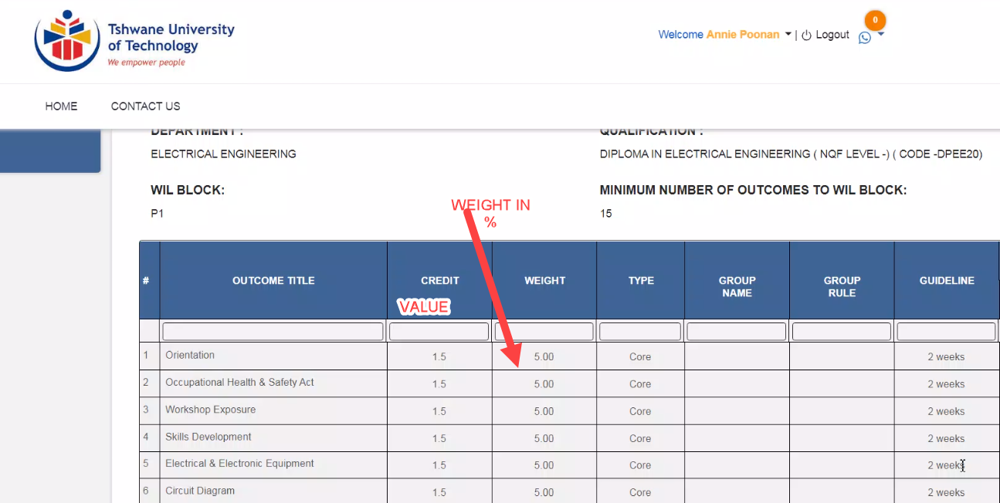 Tshwane University
of Technology
We empower people
Welcome Annie Poonan | Logout
0
HOME CONTACT US
DEPARTMENT : QUALIFICATION :
ELECTRICAL ENGINEERING DIPLOMA IN ELECTRICAL ENGINEERING ( NQF LEVEL -) ( CODE -DPEE20)
WIL BLOCK: MINIMUM NUMBER OF OUTCOMES TO WIL BLOCK:
P1 15
WEIGHT IN
%
# OUTCOME TITLE CREDIT WEIGHT TYPE GROUP NAME GROUP RULE GUIDELINE
VALUE
1 Orientation 1.5 5.00 Core 2 weeks
2 Occupational Health & Safety Act 1.5 5.00 Core 2 weeks
3 Workshop Exposure 1.5 5.00 Core 2 weeks
4 Skills Development 1.5 5.00 Core 2 weeks
5 Electrical & Electronic Equipment 1.5 5.00 Core 2 weeks
6 Circuit Diagram 1.5 5.00 Core 2 weeks